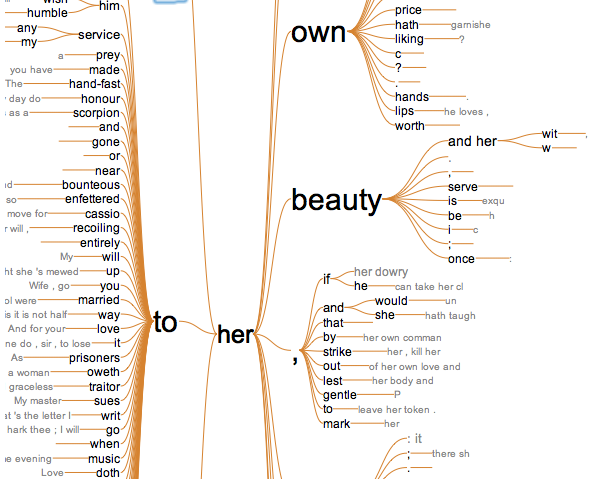 him
humble
any
my
service
a prey
you have made
The hand-fast
day do honour
as a scorpion
and
gone
or
near
bounteous
so enfettered
move for cassio
will , recoiling
entirely
My will
she 's mewed up
Wife , go you
were married
is it is not half way
And for your love
do , sir , to lose it
As prisoners
a woman oweth
graceless traitor
My master sues
's the letter I writ
hark thee ; I will go
when
evening music
Love doth
to
her
own
price
hath garnishe
liking ?
c
?
.
hands .
lips he loves ,
worth
beauty
and her
wit ,
w
.
,
serve
is exqu
be h
i c
;
once :
,
if
her dowry
he can take her cl
and
would un
she hath taugh
that
by her own comman
strike her , kill her
out of her own love and
lest her body and
gentle P
to leave her token .
mark her
: it
; there sh
.